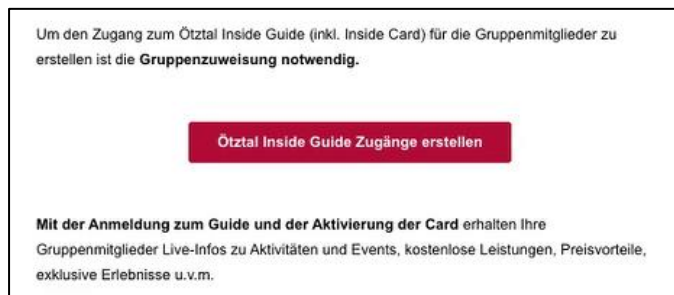 Um den Zugang zum Ötztal Inside Guide (inkl. Inside Card) für die Gruppenmitglieder zu
erstellen ist die Gruppenzuweisung notwendig.
Ötztal Inside Guide Zugänge erstellen
Mit der Anmeldung zum Guide und der Aktivierung der Card erhalten Ihre
Gruppenmitglieder Live-Infos zu Aktivitäten und Events, kostenlose Leistungen, Preisvorteile,
exklusive Erlebnisse u.v.m.